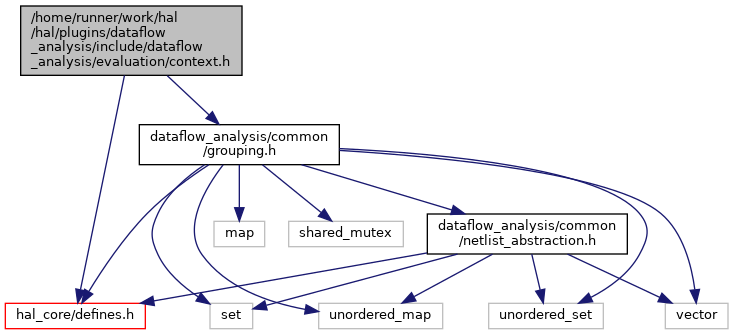 /home/runner/work/hal
/hal/plugins/dataflow
_analysis/include/dataflow
_analysis/evaluation/context.h
dataflow_analysis/common
/grouping.h
map
shared_mutex
dataflow_analysis/common
/netlist_abstraction.h
hal_core/defines.h
set
unordered_map
unordered_set
vector